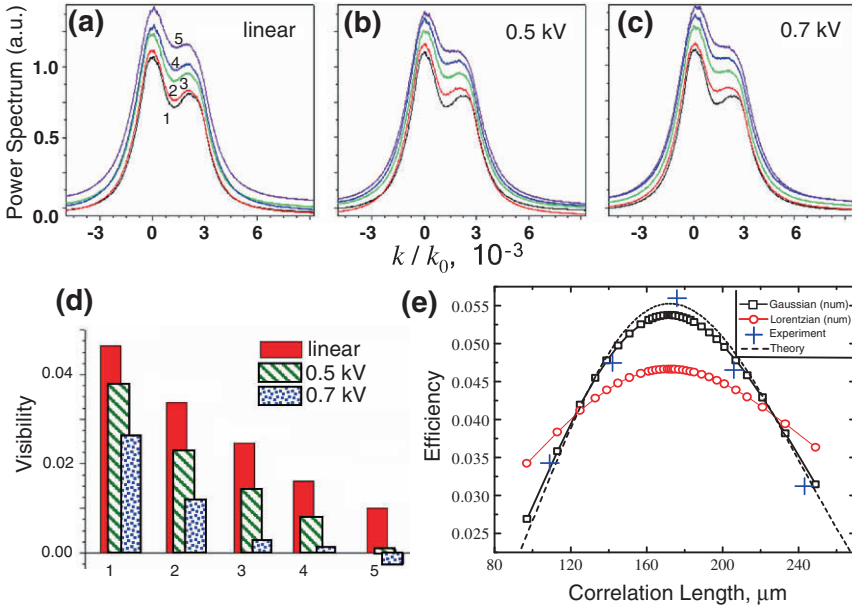 (a) linear
(b) 0.5 kV
(c) 0.7 kV
Power Spectrum (a.u.)
1.0
0.5
0.0
5
4
3
2
1
-3 0 3 6
-3 0 3 6
-3 0 3 6
k / k0, 10-3
(d)
Visibility
0.04
0.02
0.00
linear
0.5 kV
0.7 kV
1 2 3 4 5
(e)
Efficiency
0.055
0.050
0.045
0.040
0.035
0.030
0.025
Gaussian (num)
Lorentzian (num)
Experiment
Theory
80 120 160 200 240
Correlation Length, μm